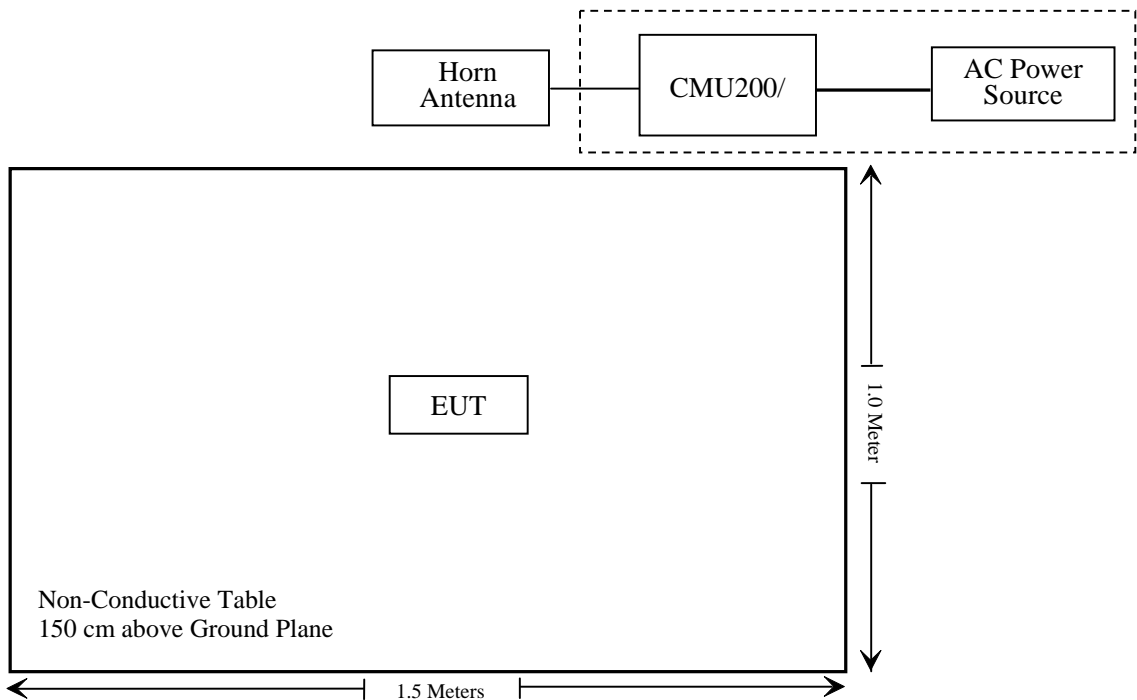 Horn
Antenna
CMU200/
AC Power
Source
EUT
1.0 Meter
Non-Conductive Table
150 cm above Ground Plane
1.5 Meters